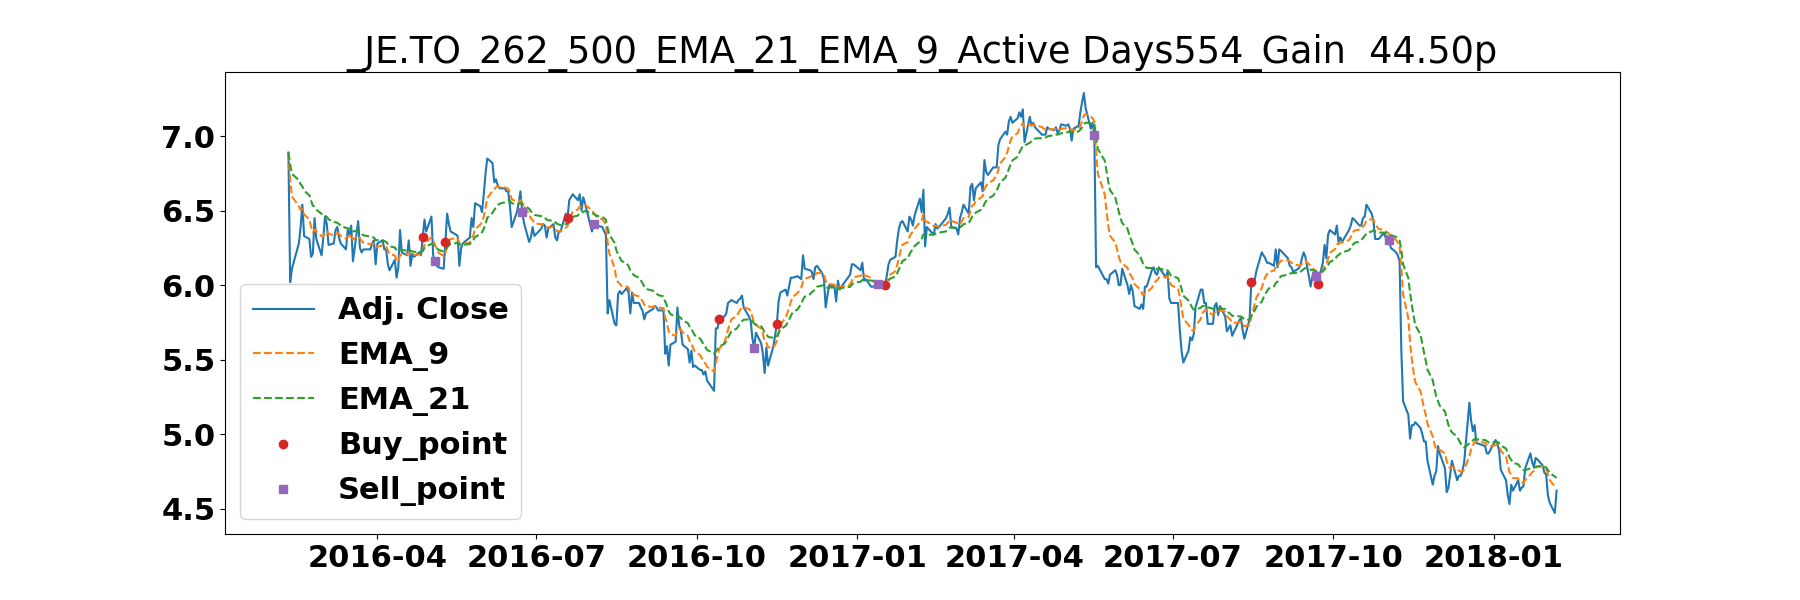 _JE.TO_262_500_EMA_21_EMA_9_Active Days554_Gain  44.50p
7.0
6.5
6.0
5.5
5.0
4.5
Adj. Close
EMA_9
EMA_21
Buy_point
Sell_point
2016-04 2016-07 2016-10 2017-01 2017-04 2017-07 2017-10 2018-01